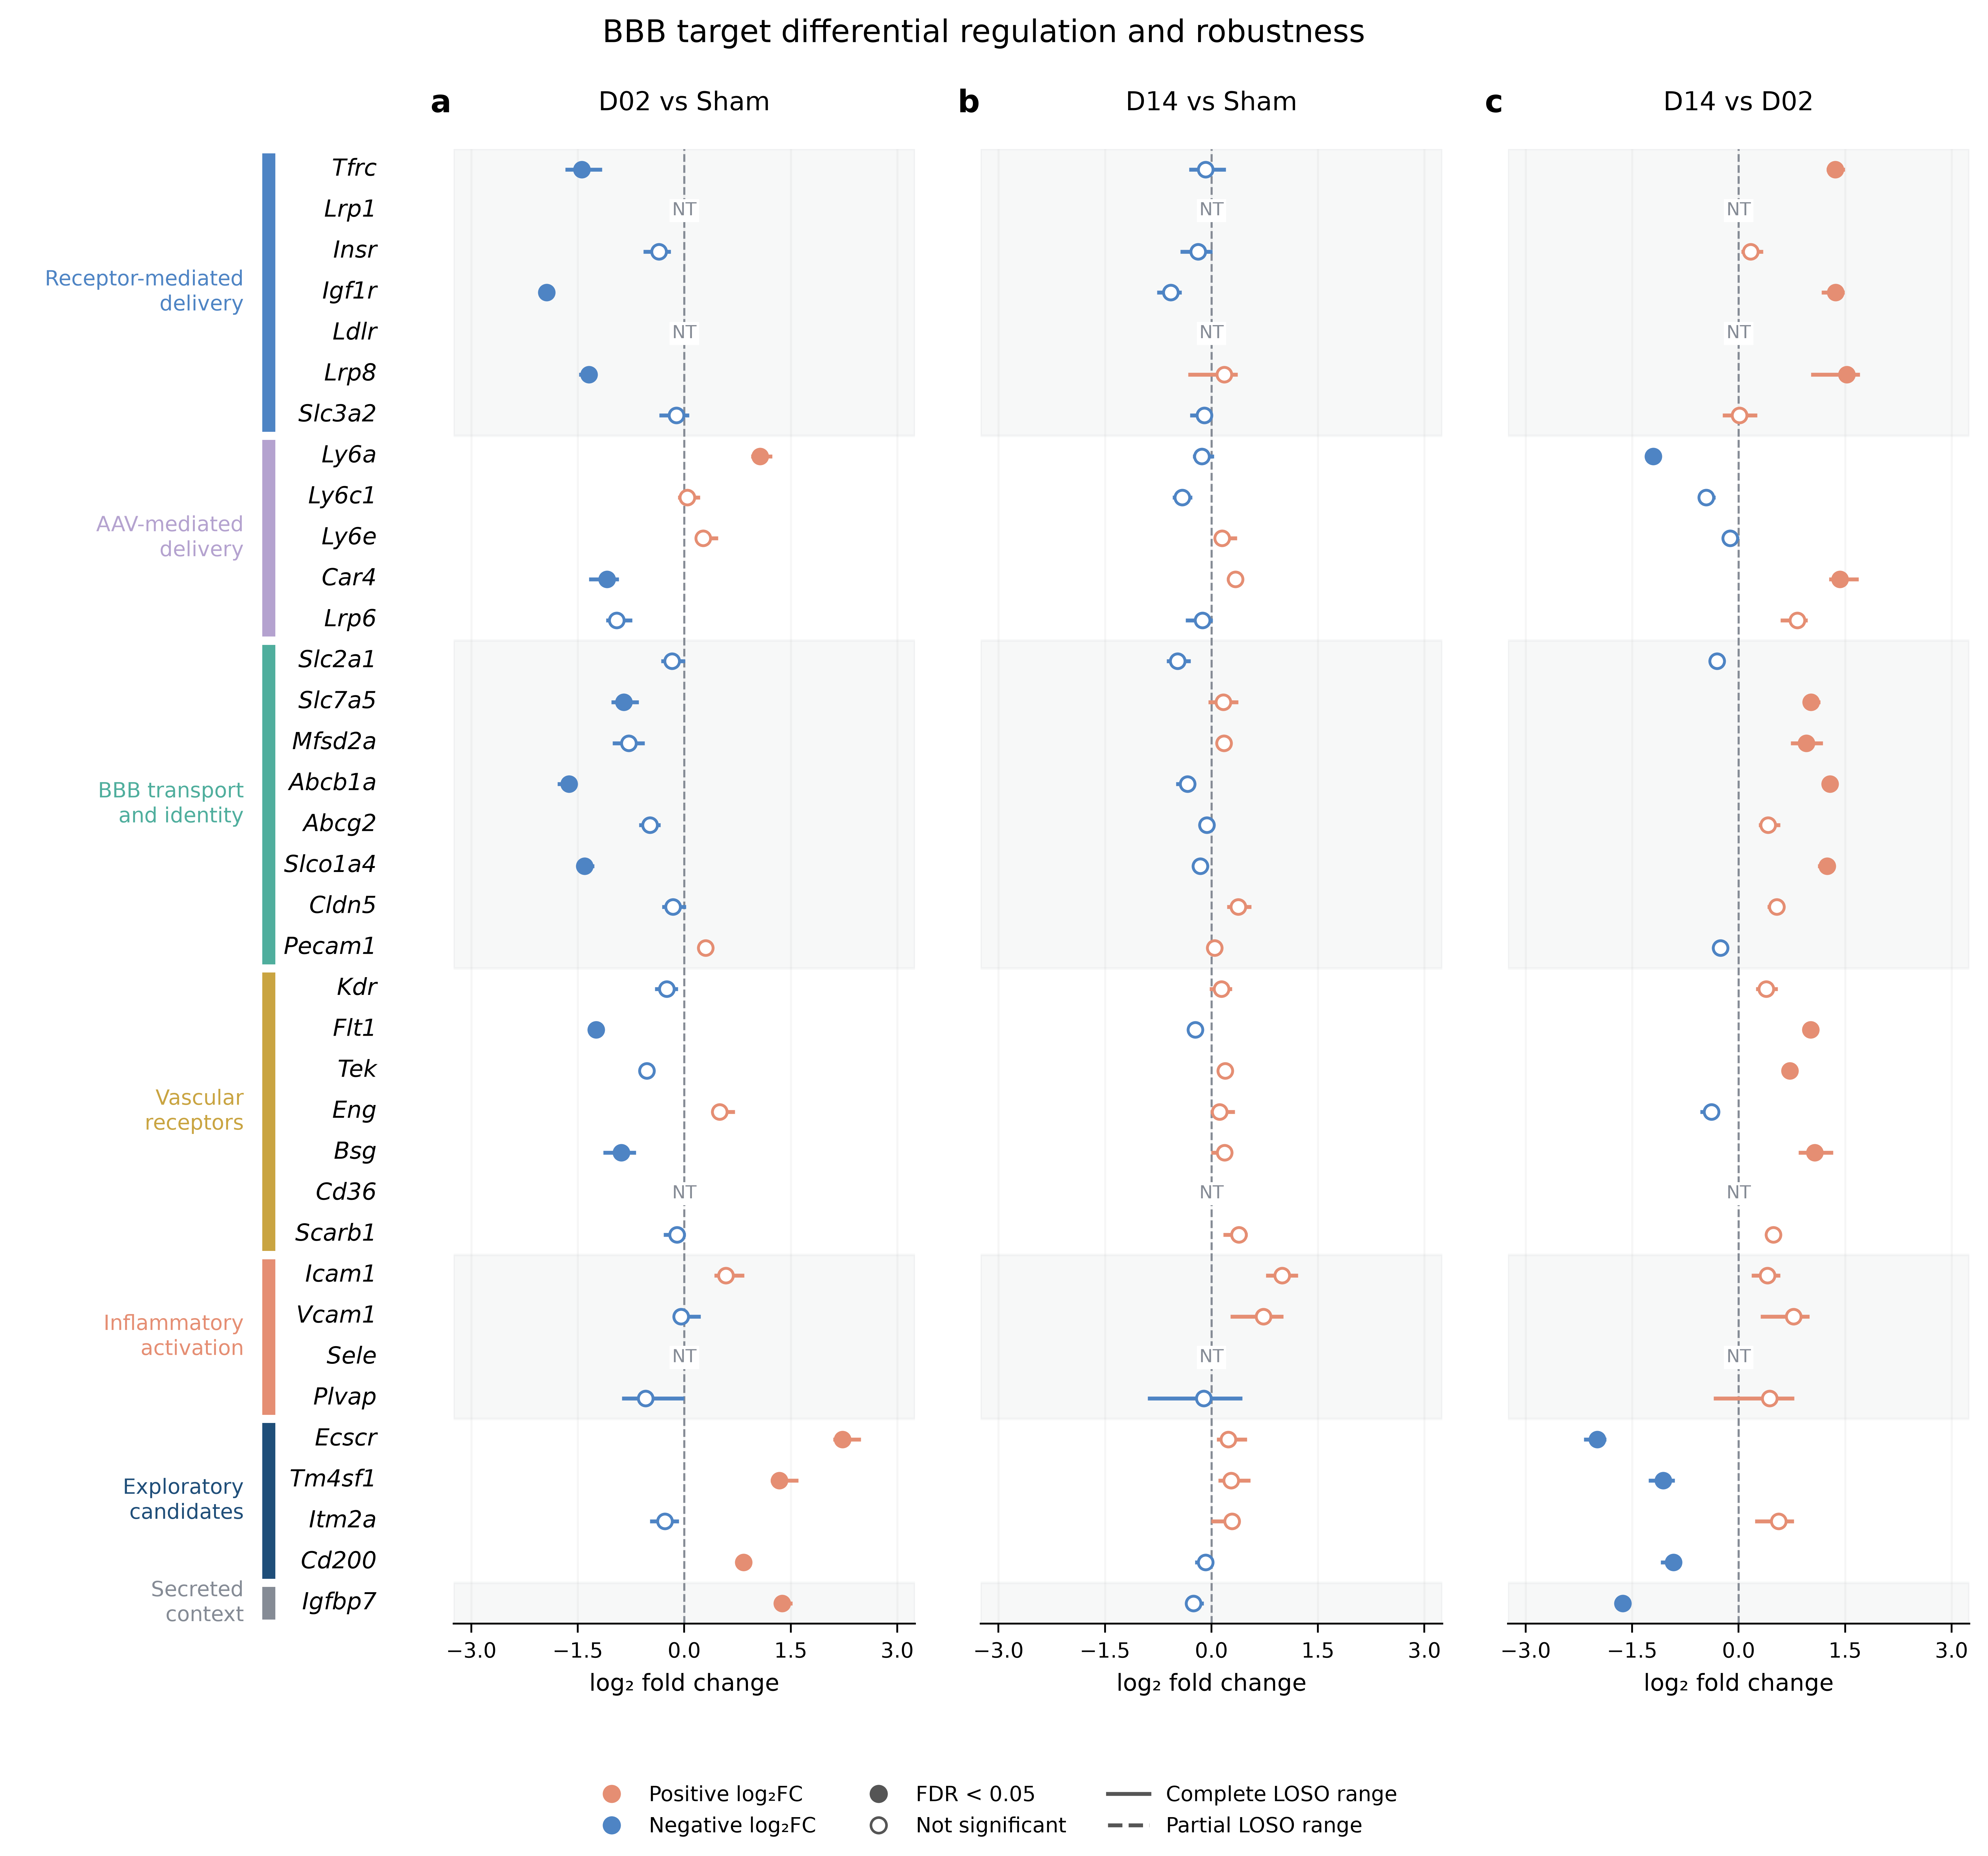 BBB target differential regulation and robustness
a D02 vs Sham
b D14 vs Sham
c D14 vs D02
Receptor-mediated
delivery
Tfrc
Lrp1 NT NT NT
Insr
Igf1r
Ldlr NT NT NT
Lrp8
Slc3a2
AAV-mediated
delivery
Ly6a
Ly6c1
Ly6e
Car4
Lrp6
BBB transport
and identity
Slc2a1
Slc7a5
Mfsd2a
Abcb1a
Abcg2
Slco1a4
Cldn5
Pecam1
Vascular
receptors
Kdr
Flt1
Tek
Eng
Bsg
Cd36 NT NT NT
Scarb1
Inflammatory
activation
Icam1
Vcam1
Sele NT NT NT
Plvap
Exploratory
candidates
Ecscr
Tm4sf1
Itm2a
Cd200
Secreted
context
Igfbp7
−3.0 −1.5 0.0 1.5 3.0
log₂ fold change
−3.0 −1.5 0.0 1.5 3.0
log₂ fold change
−3.0 −1.5 0.0 1.5 3.0
log₂ fold change
Positive log₂FC
Negative log₂FC
FDR < 0.05
Not significant
Complete LOSO range
Partial LOSO range